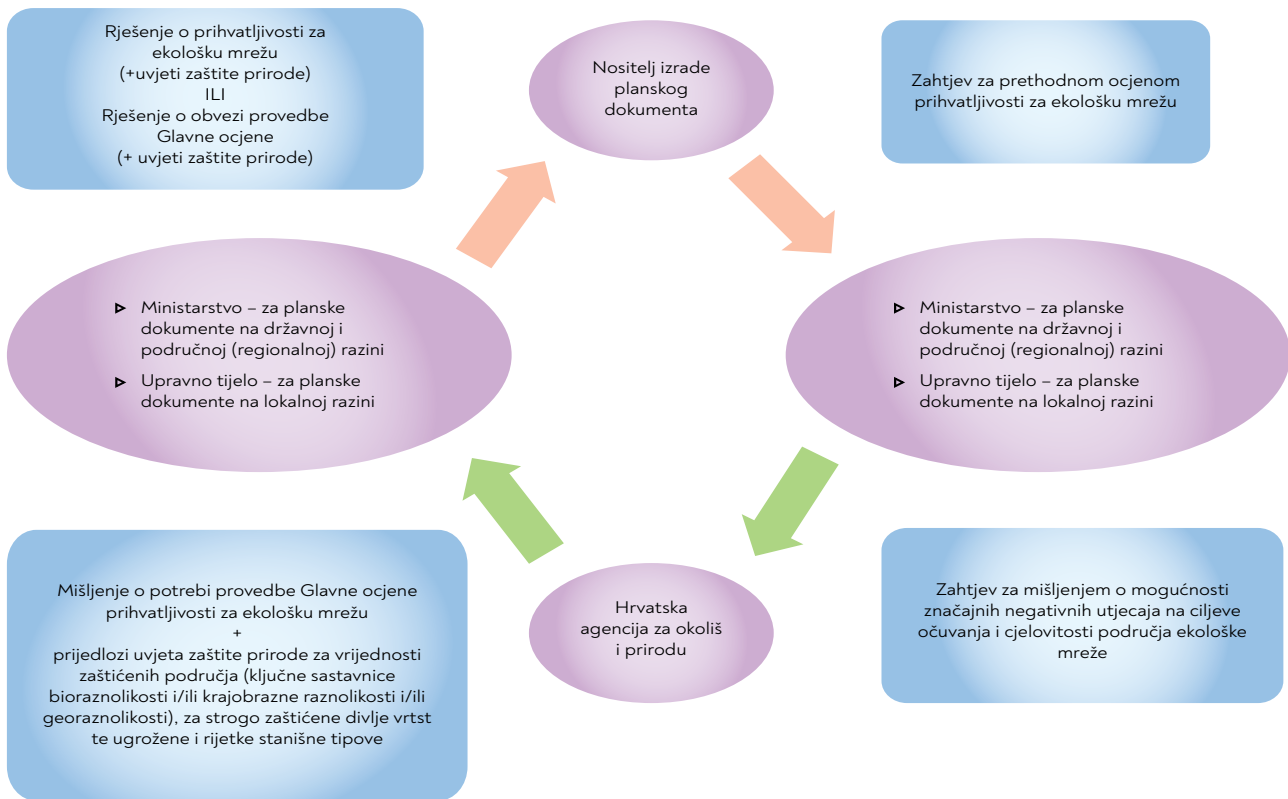 Rješenje o prihvatljivosti za
ekološku mrežu
(+uvjeti zaštite prirode)
ILI
Rješenje o obvezi provedbe
Glavne ocjene
(+ uvjeti zaštite prirode)
Nositelj izrade
planskog
dokumenta
Zahtjev za prethodnom ocjenom
prihvatljivosti za ekološku mrežu
Ministarstvo – za planske
dokumente na državnoj i
područnoj (regionalnoj) razini
Upravno tijelo – za planske
dokumente na lokalnoj razini
Ministarstvo – za planske
dokumente na državnoj i
područnoj (regionalnoj) razini
Upravno tijelo – za planske
dokumente na lokalnoj razini
Mišljenje o potrebi provedbe Glavne ocjene
prihvatljivosti za ekološku mrežu
+
prijedlozi uvjeta zaštite prirode za vrijednosti
zaštićenih područja (ključne sastavnice
bioraznolikosti i/ili krajobrazne raznolikosti i/ili
georaznolikosti), za strogo zaštićene divlje vrtst
te ugrožene i rijetke stanišne tipove
Hrvatska
agencija za okoliš
i prirodu
Zahtjev za mišljenjem o mogućnosti
značajnih negativnih utjecaja na ciljeve
očuvanja i cjelovitosti područja ekološke
mreže